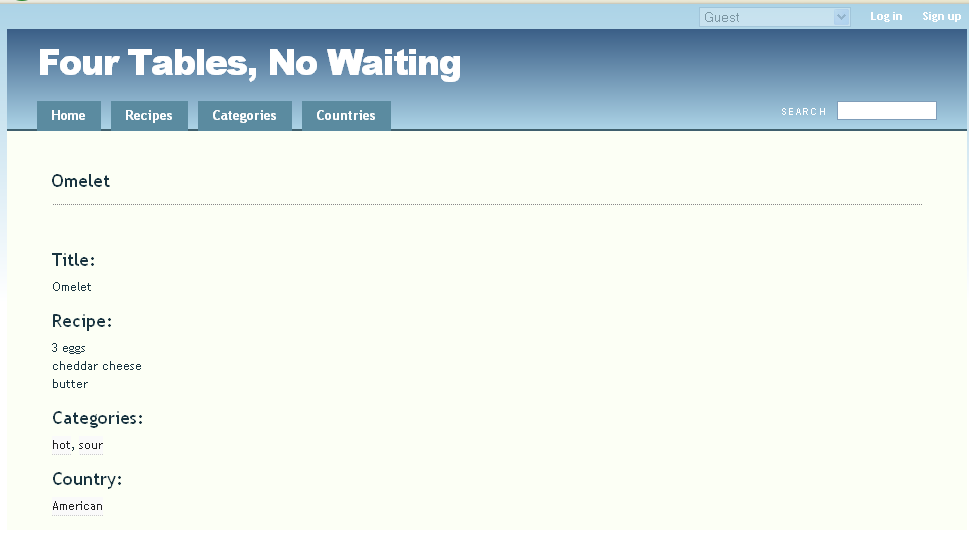 Guest Log in Sign up
Four Tables, No Waiting
Home Recipes Categories Countries SEARCH
Omelet
Title:
Omelet
Recipe:
3 eggs
cheddar cheese
butter
Categories:
hot, sour
Country:
American